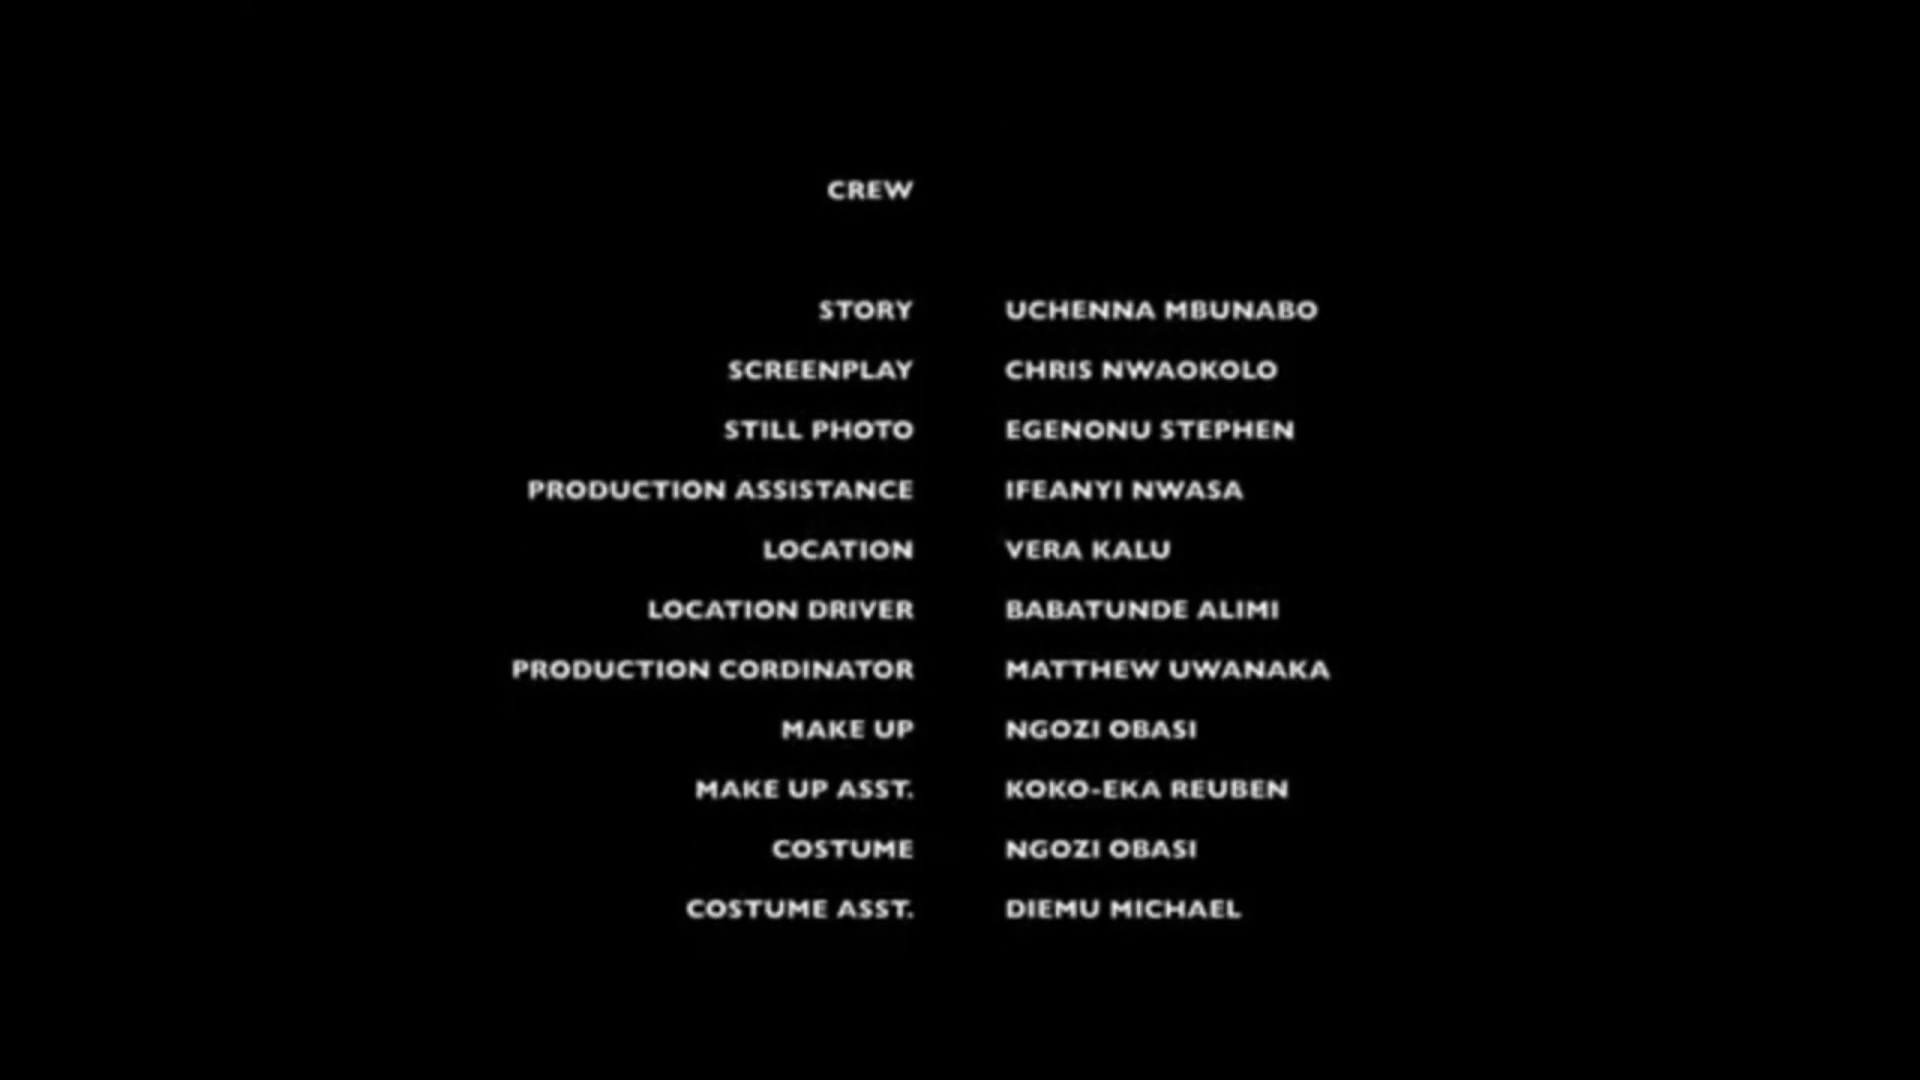 CREW
STORY UCHENNA MBUNABO
SCREENPLAY CHRIS NWAOKOLO
STILL PHOTO EGENONU STEPHEN
PRODUCTION ASSISTANCE IFEANYI NWASA
LOCATION VERA KALU
LOCATION DRIVER BABATUNDE ALIMI
PRODUCTION CORDINATOR MATTHEW UWANAKA
MAKE UP NGOZI OBASI
MAKE UP ASST. KOKO-EKA REUBEN
COSTUME NGOZI OBASI
COSTUME ASST. DIEMU MICHAEL